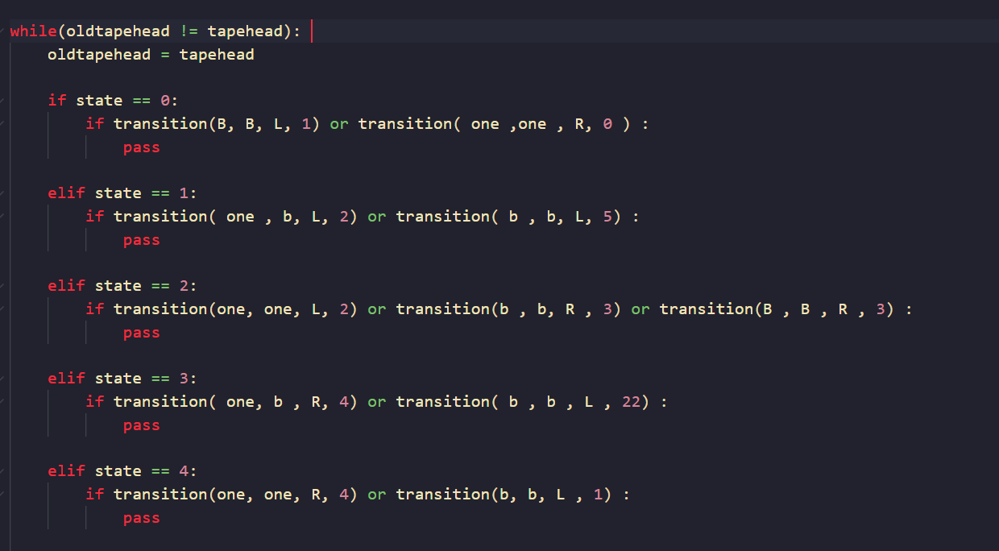 while(oldtapehead != tapehead):
    oldtapehead = tapehead

    if state == 0:
        if transition(B, B, L, 1) or transition( one ,one , R, 0 ) :
            pass

    elif state == 1:
        if transition( one , b, L, 2) or transition( b , b, L, 5) :
            pass

    elif state == 2:
        if transition(one, one, L, 2) or transition(b , b, R , 3) or transition(B , B , R , 3) :
            pass

    elif state == 3:
        if transition( one, b , R, 4) or transition( b , b , L , 22) :
            pass

    elif state == 4:
        if transition(one, one, R, 4) or transition(b, b, L , 1) :
            pass